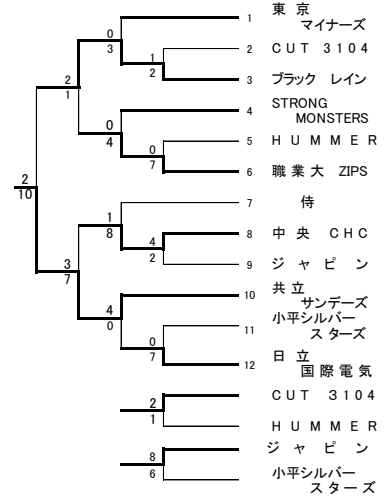 東 京
マイナーズ
0
1
3
1
2
CUT 3104
2
2
3
ブラック レイン
1
4
STRONG
MONSTERS
0
4
5
HUMMER
0
7
6
職業大 ZIPS
2
10
7
侍
1
8
8
中央 CHC
4
2
9
ジャピン
3
7
10
共立
サンデーズ
4
0
11
小平シルバー
スターズ
0
7
12
日立
国際電気
CUT 3104
2
1
HUMMER
ジャピン
8
6
小平シルバー
スターズ